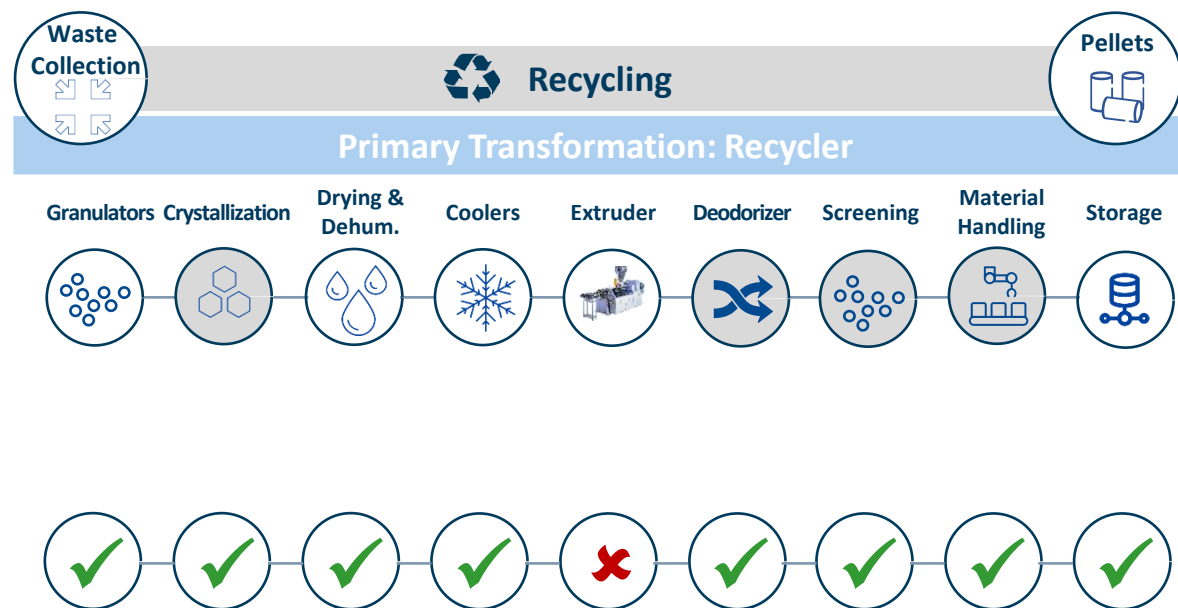 Waste
Collection
Recycling
Pellets
Primary Transformation: Recycler
Granulators
Crystallization
Drying &
Dehum.
Coolers
Extruder
Deodorizer
Screening
Material
Handling
Storage